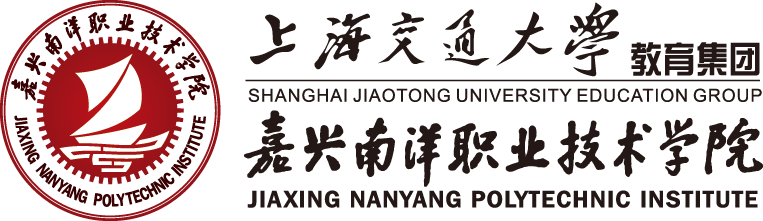 嘉兴南洋职业技术学院
JIAXING NANYANG POLYTECHNIC INSTITUTE
上海交通大學 教育集团
SHANGHAI JIAOTONG UNIVERSITY EDUCATION GROUP
嘉兴南洋职业技术学院
JIAXING NANYANG POLYTECHNIC INSTITUTE